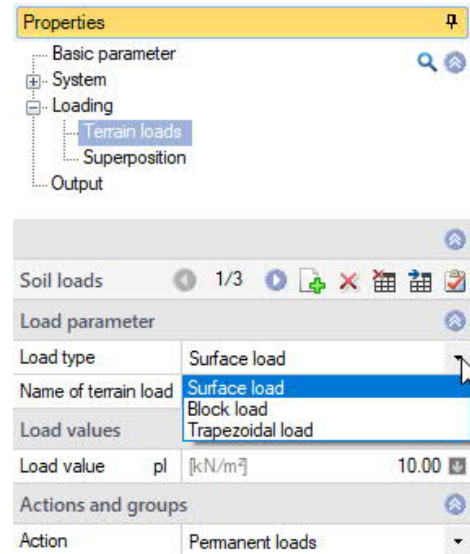 Properties
Basic parameter
System
Loading
Terrain loads
Superposition
Output
Soil loads 1/3
Load parameter
Load type Surface load
Name of terrain load Surface load
Block load
Load values Trapezoidal load
Load value pl [kN/m²] 10.00
Actions and groups
Action Permanent loads